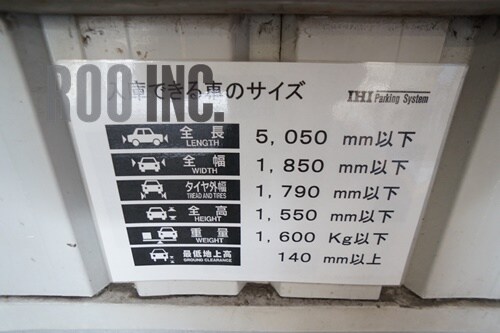 ROO INC.
入庫できる車のサイズ IHI Parking System
全長 LENGTH 5,050 mm以下
全幅 WIDTH 1,850 mm以下
タイヤ外幅 TREAD AND TIRES 1,790 mm以下
全高 HEIGHT 1,550 mm以下
重量 WEIGHT 1,600 Kg以下
最低地上高 GROUND CLEARANCE 140 mm以上